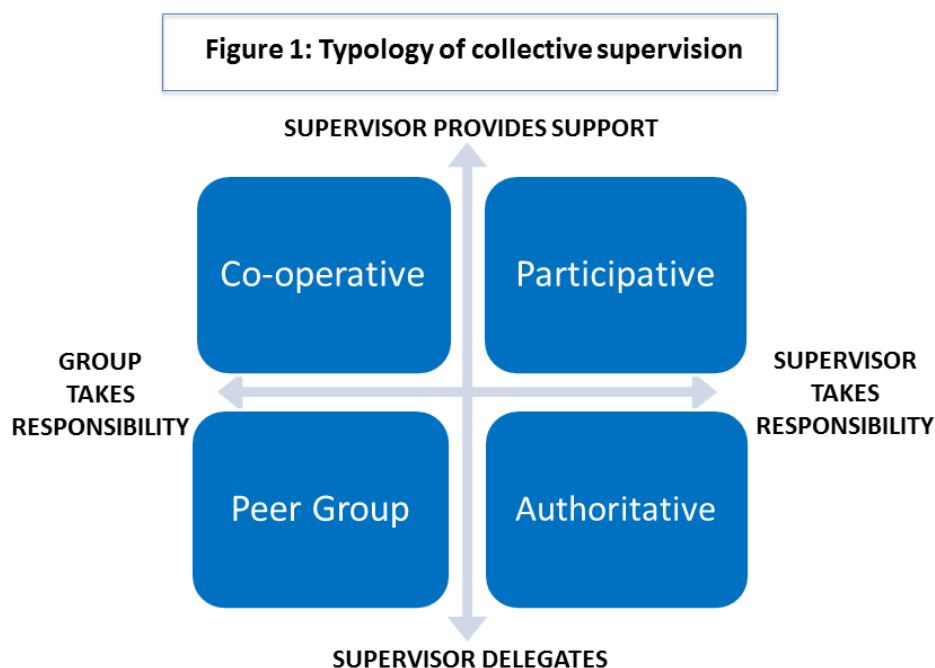 Figure 1: Typology of collective supervision
SUPERVISOR PROVIDES SUPPORT
Co-operative
Participative
GROUP
TAKES
RESPONSIBILITY
SUPERVISOR
TAKES
RESPONSIBILITY
Peer Group
Authoritative
SUPERVISOR DELEGATES